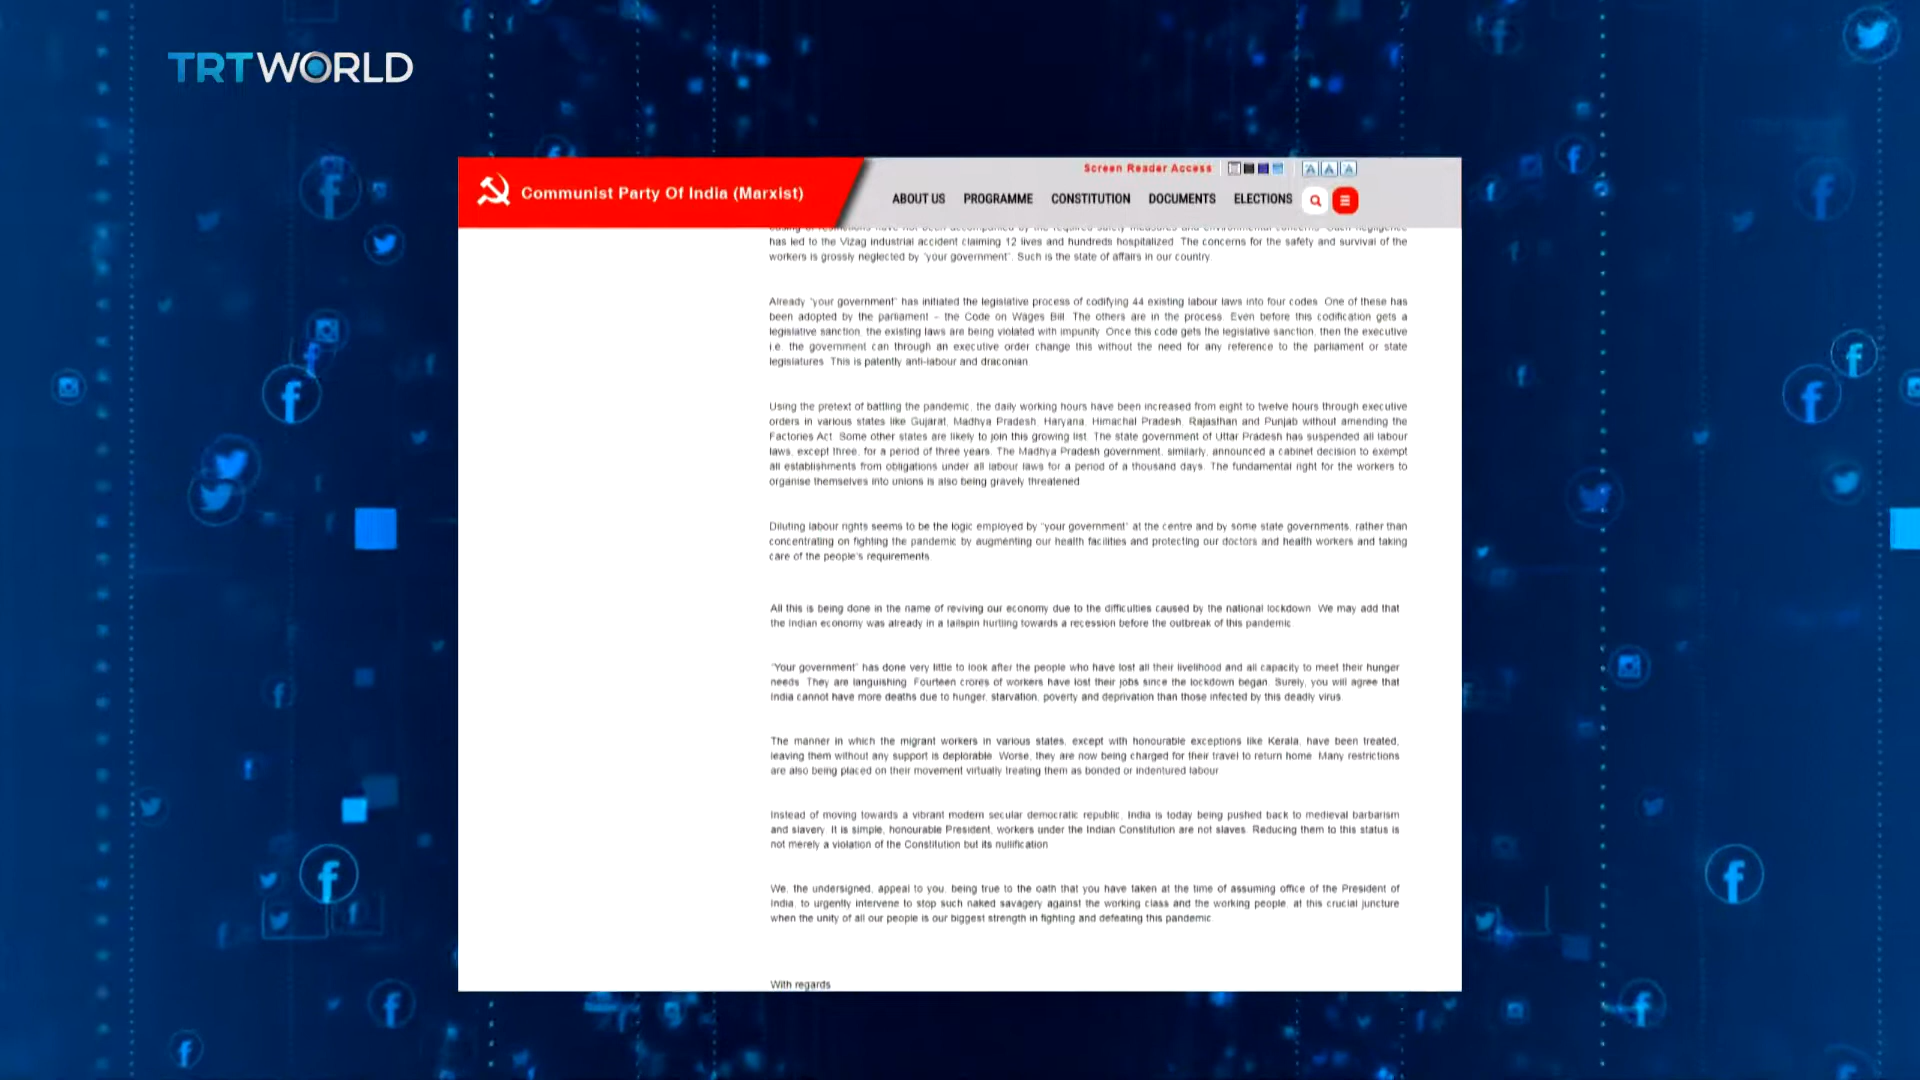 TRT WORLD
Screen Reader Access
A A A
Communist Party Of India (Marxist)
ABOUT US PROGRAMME CONSTITUTION DOCUMENTS ELECTIONS
has led to the Vizag industrial accident claiming 12 lives and hundreds hospitalized. The concerns for the safety and survival of the
workers is grossly neglected by "your government". Such is the state of affairs in our country.
Already "your government" has initiated the legislative process of codifying 44 existing labour laws into four codes. One of these has
been adopted by the parliament – the Code on Wages Bill. The others are in the process. Even before this codification gets a
legislative sanction, the existing laws are being violated with impunity. Once this code gets the legislative sanction, then the executive
i.e. the government can through an executive order change this without the need for any reference to the parliament or state
legislatures. This is patently anti-labour and draconian.
Using the pretext of battling the pandemic, the daily working hours have been increased from eight to twelve hours through executive
orders in various states like Gujarat, Madhya Pradesh, Haryana, Himachal Pradesh, Rajasthan and Punjab without amending the
Factories Act. Some other states are likely to join this growing list. The state government of Uttar Pradesh has suspended all labour
laws, except three, for a period of three years. The Madhya Pradesh government, similarly, announced a cabinet decision to exempt
all establishments from obligations under all labour laws for a period of a thousand days. The fundamental right for the workers to
organise themselves into unions is also being gravely threatened.
Diluting labour rights seems to be the logic employed by "your government" at the centre and by some state governments, rather than
concentrating on fighting the pandemic by augmenting our health facilities and protecting our doctors and health workers and taking
care of the people's requirements.
All this is being done in the name of reviving our economy due to the difficulties caused by the national lockdown. We may add that
the Indian economy was already in a tailspin hurtling towards a recession before the outbreak of this pandemic.
"Your government" has done very little to look after the people who have lost all their livelihood and all capacity to meet their hunger
needs. They are languishing. Fourteen crores of workers have lost their jobs since the lockdown began. Surely, you will agree that
India cannot have more deaths due to hunger, starvation, poverty and deprivation than those infected by this deadly virus.
The manner in which the migrant workers in various states, except with honourable exceptions like Kerala, have been treated,
leaving them without any support is deplorable. Worse, they are now being charged for their travel to return home. Many restrictions
are also being placed on their movement virtually treating them as bonded or indentured labour.
Instead of moving towards a vibrant modern secular democratic republic, India is today being pushed back to medieval barbarism
and slavery. It is simple, honourable President, workers under the Indian Constitution are not slaves. Reducing them to this status is
not merely a violation of the Constitution but its nullification.
We, the undersigned, appeal to you, being true to the oath that you have taken at the time of assuming office of the President of
India, to urgently intervene to stop such naked savagery against the working class and the working people, at this crucial juncture
when the unity of all our people is our biggest strength in fighting and defeating this pandemic.
With regards